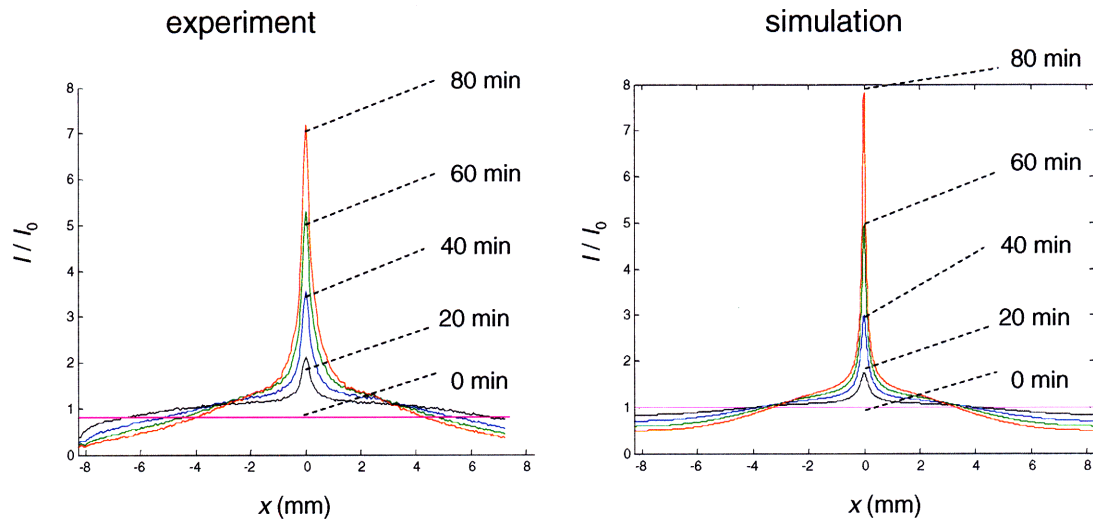 experiment
80 min
60 min
40 min
20 min
0 min
I / I0
8
7
6
5
4
3
2
1
0
-8 -6 -4 -2 0 2 4 6 8
x (mm)
simulation
80 min
60 min
40 min
20 min
0 min
I / I0
8
7
6
5
4
3
2
1
0
-8 -6 -4 -2 0 2 4 6 8
x (mm)